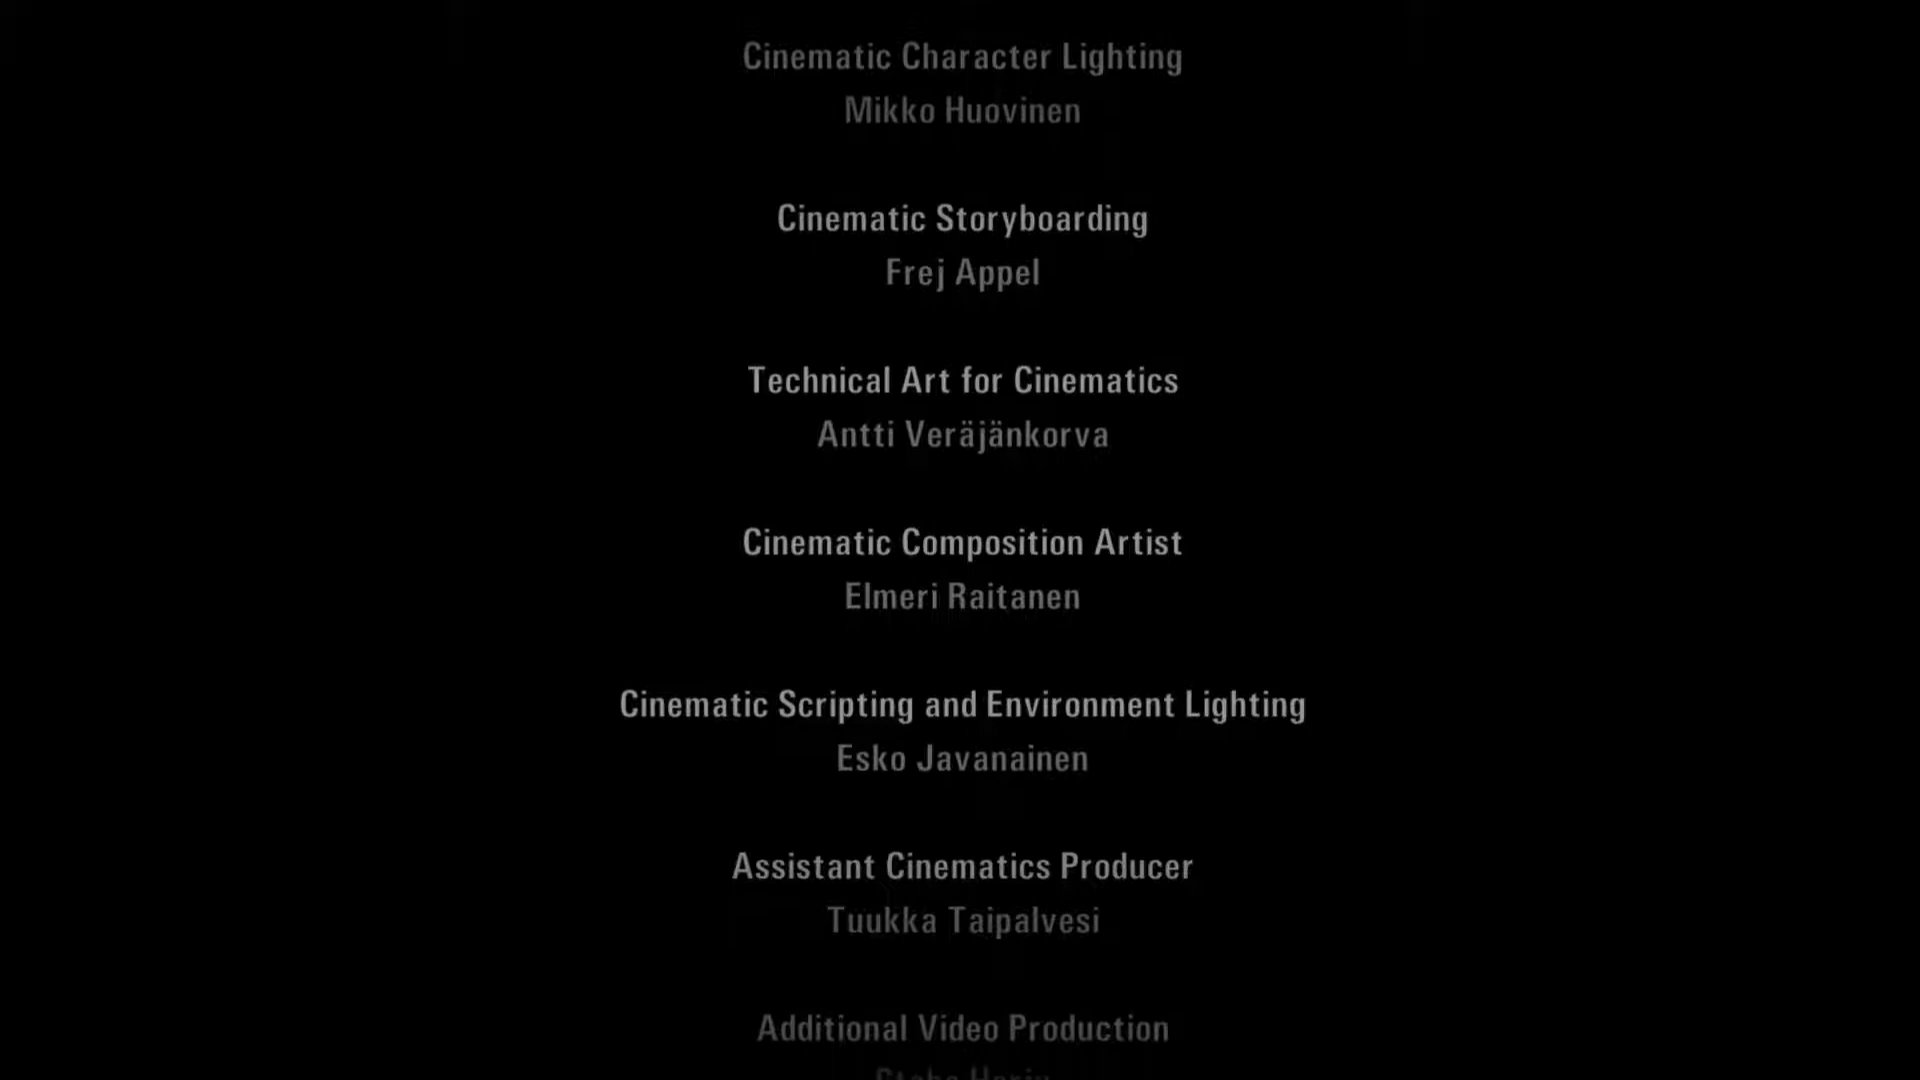 Cinematic Character Lighting
Mikko Huovinen
Cinematic Storyboarding
Frej Appel
Technical Art for Cinematics
Antti Veräjänkorva
Cinematic Composition Artist
Elmeri Raitanen
Cinematic Scripting and Environment Lighting
Esko Javanainen
Assistant Cinematics Producer
Tuukka Taipalvesi
Additional Video Production